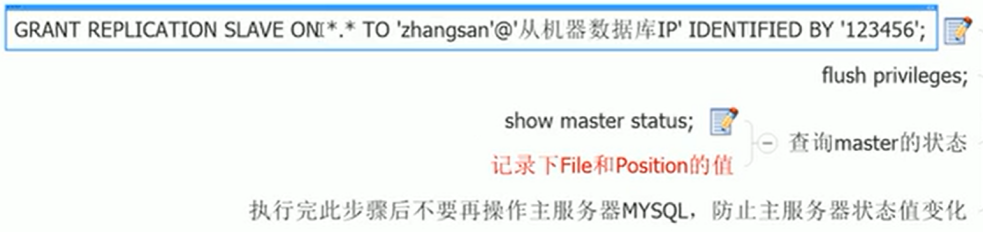 GRANT REPLICATION SLAVE ON *.* TO 'zhangsan'@'从机器数据库IP' IDENTIFIED BY '123456';
flush privileges;
show master status;
查询master的状态
记录下File和Position的值
执行完此步骤后不要再操作主服务器MYSQL，防止主服务器状态值变化